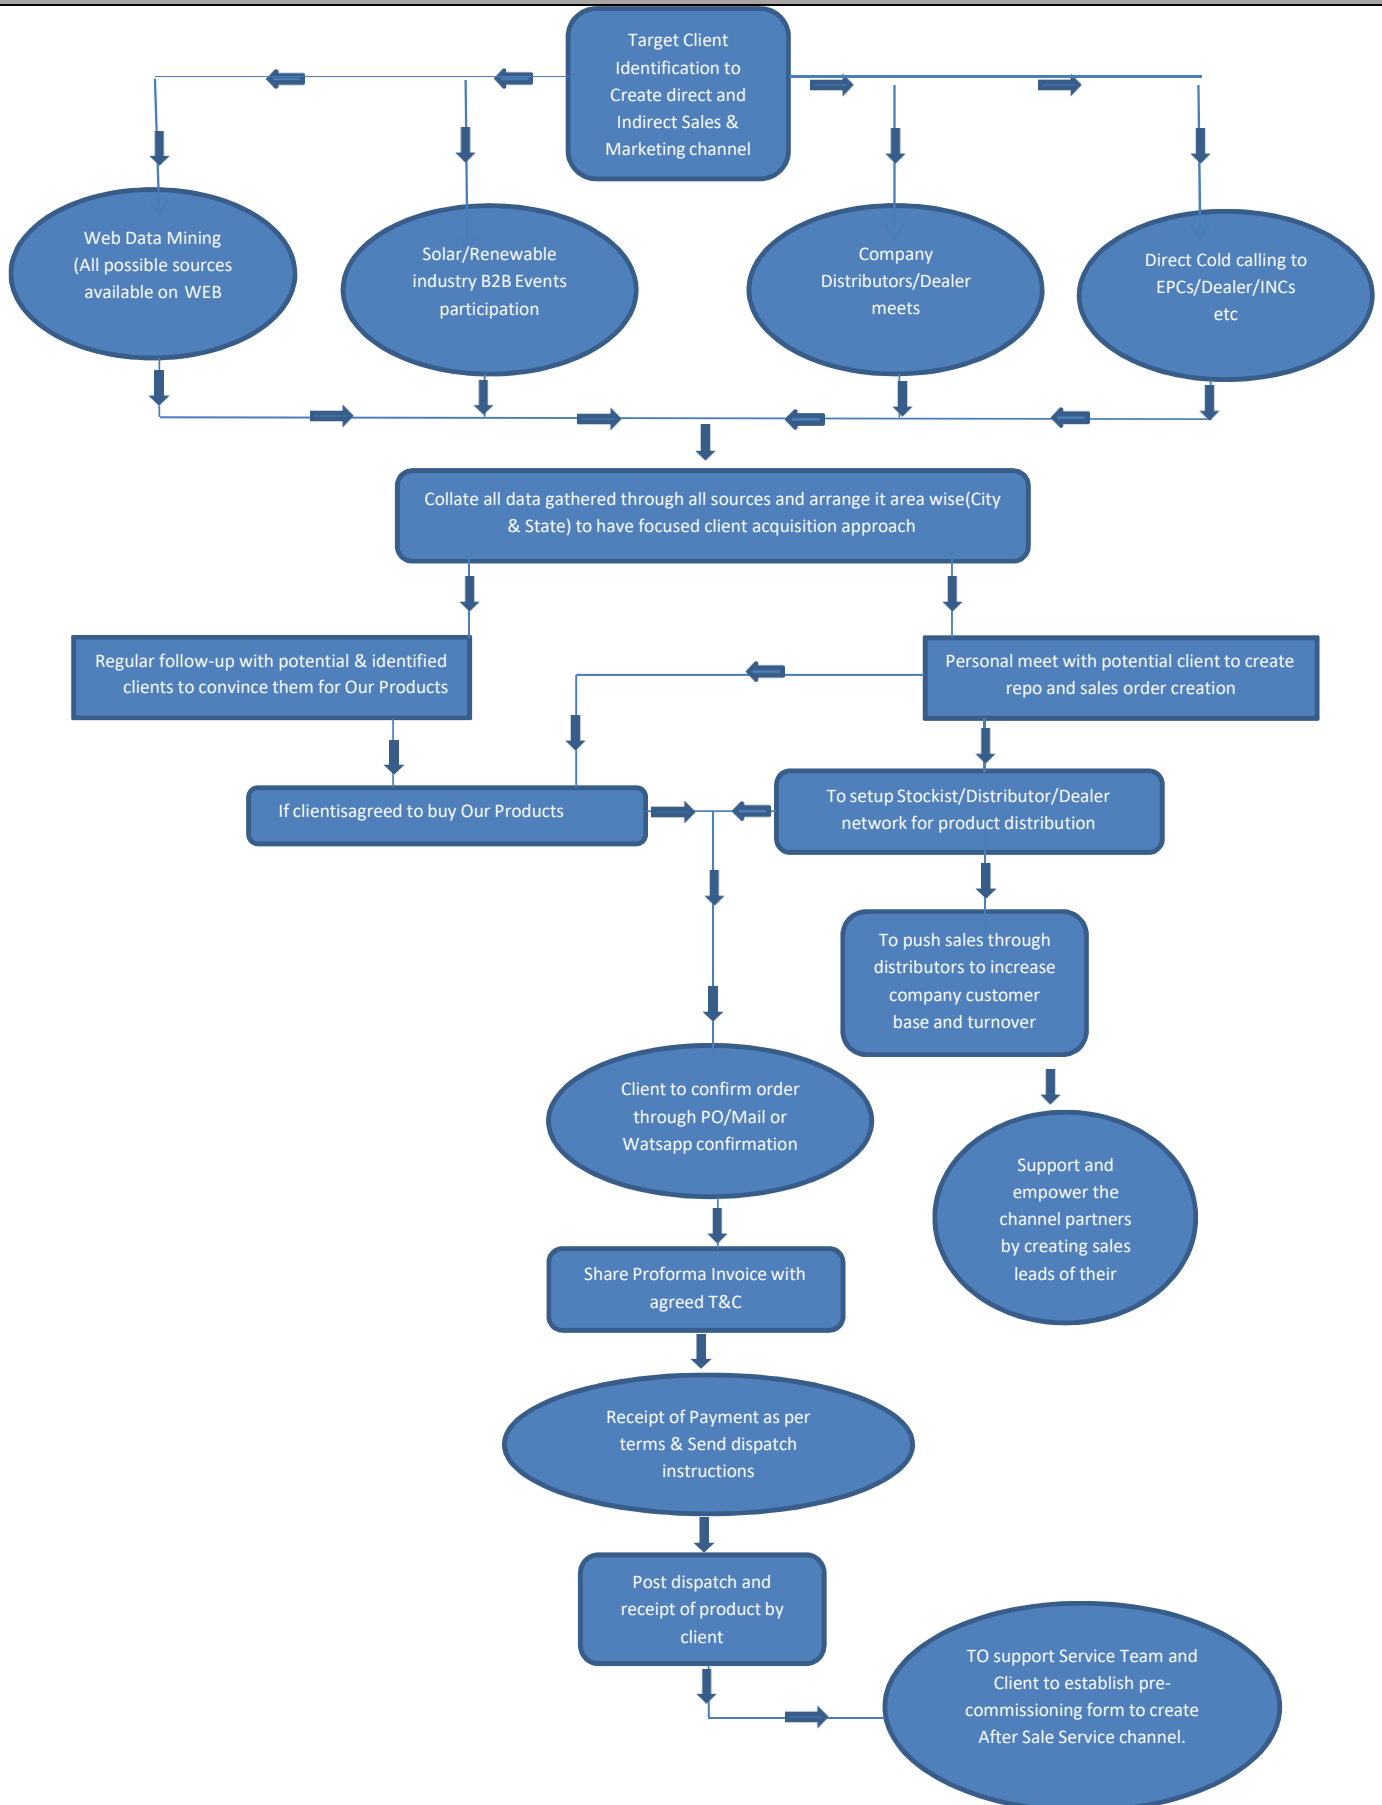 Target Client
Identification to
Create direct and
Indirect Sales &
Marketing channel
Web Data Mining
(All possible sources
available on WEB
Solar/Renewable
industry B2B Events
participation
Company
Distributors/Dealer
meets
Direct Cold calling to
EPCs/Dealer/INCs
etc
Collate all data gathered through all sources and arrange it area wise(City
& State) to have focused client acquisition approach
Regular follow-up with potential & identified
clients to convince them for Our Products
Personal meet with potential client to create
repo and sales order creation
If clientisagreed to buy Our Products
To setup Stockist/Distributor/Dealer
network for product distribution
To push sales through
distributors to increase
company customer
base and turnover
Client to confirm order
through PO/Mail or
Watsapp confirmation
Support and
empower the
channel partners
by creating sales
leads of their
Share Proforma Invoice with
agreed T&C
Receipt of Payment as per
terms & Send dispatch
instructions
Post dispatch and
receipt of product by
client
TO support Service Team and
Client to establish pre-
commissioning form to create
After Sale Service channel.